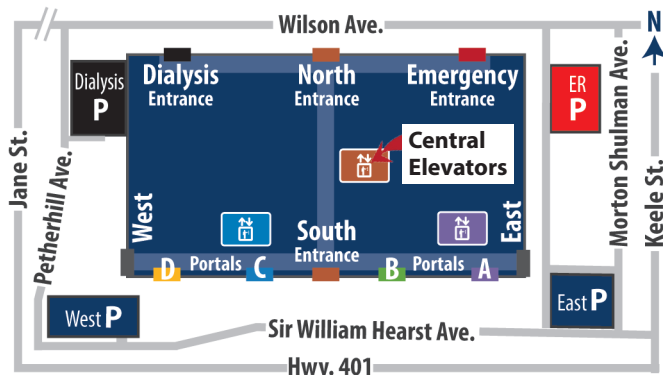 Wilson Ave.
N
Dialysis
P
Dialysis
Entrance
North
Entrance
Emergency
Entrance
ER
P
Central
Elevators
Jane St.
Petherhill Ave.
West
South
Entrance
East
Morton Shulman Ave.
Keele St.
D Portals C
B Portals A
West P
East P
Sir William Hearst Ave.
Hwy. 401